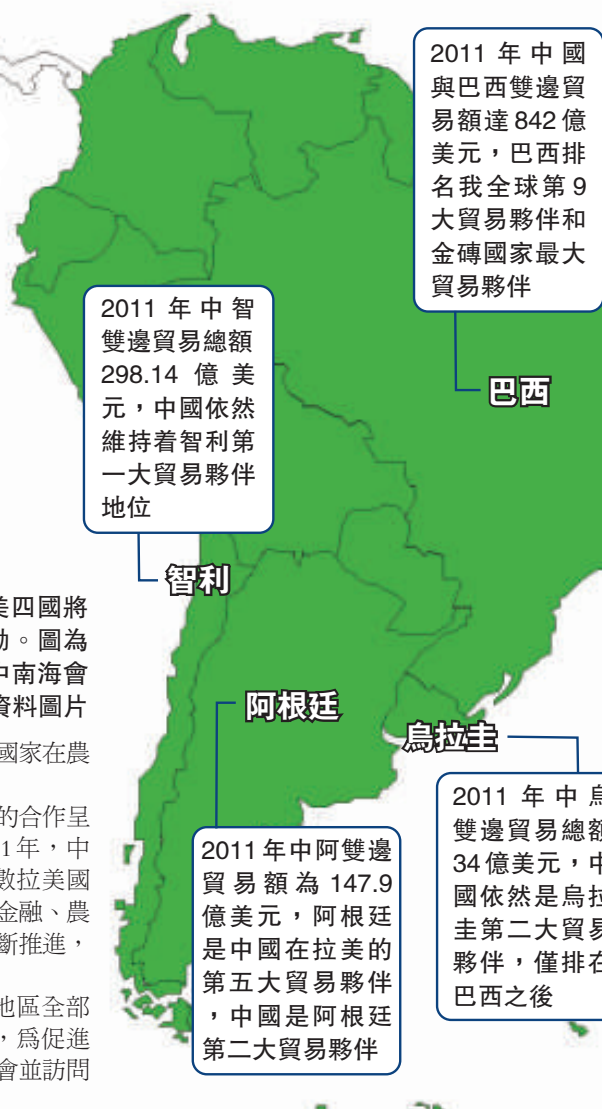 2011 年 中 國
與巴西雙邊貿
易額達 842 億
美元，巴西排
名我全球第 9
大貿易夥伴和
金磚國家最大
貿易夥伴
巴西
2011 年 中 智
雙邊貿易總額
298.14 億 美
元，中國依然
維持着智利第
一大貿易夥伴
地位
智利
美四國將
動。圖為
中南海會
資料圖片
國家在農
的合作呈
1年，中
數拉美國
金融、農
斷推進，
地區全部
，爲促進
會並訪問
阿根廷
2011 年中阿雙邊
貿 易 額 為 147.9
億美元，阿根廷
是中國在拉美的
第五大貿易夥伴
，中國是阿根廷
第二大貿易夥伴
烏拉圭
2011 年 中 烏
雙邊貿易總額
34 億美元，中
國依然是烏拉
圭第二大貿易
夥伴，僅排在
巴西之後